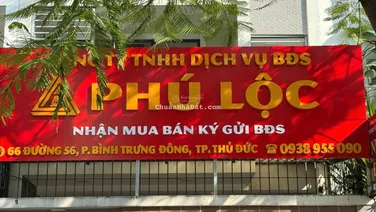 CÔNG TY TNHH DỊCH VỤ BĐS
PHÚ LỘC
ChuanNhaDat.com
NHẬN MUA BÁN KÝ GỬI BĐS
66 ĐƯỜNG 56, P. BÌNH TRƯNG ĐÔNG, TP. THỦ ĐỨC ☎ 0938 955 090